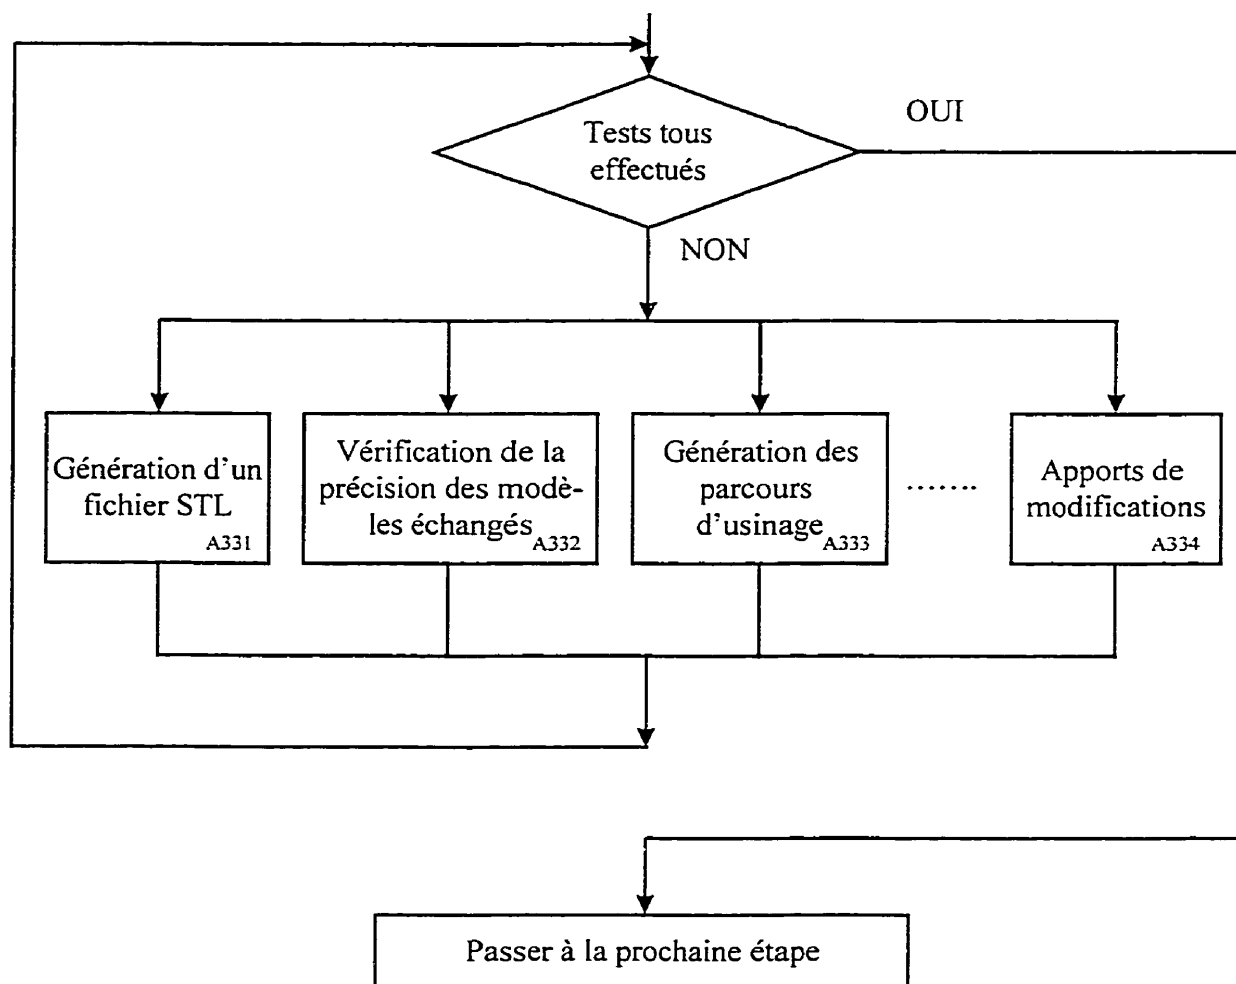 OUI
Tests tous
effectués
NON
Génération d'un
fichier STL
A331
Vérification de la
précision des modè-
les échangés
A332
Génération des
parcours
d'usinage
A333
.......
Apports de
modifications
A334
Passer à la prochaine étape